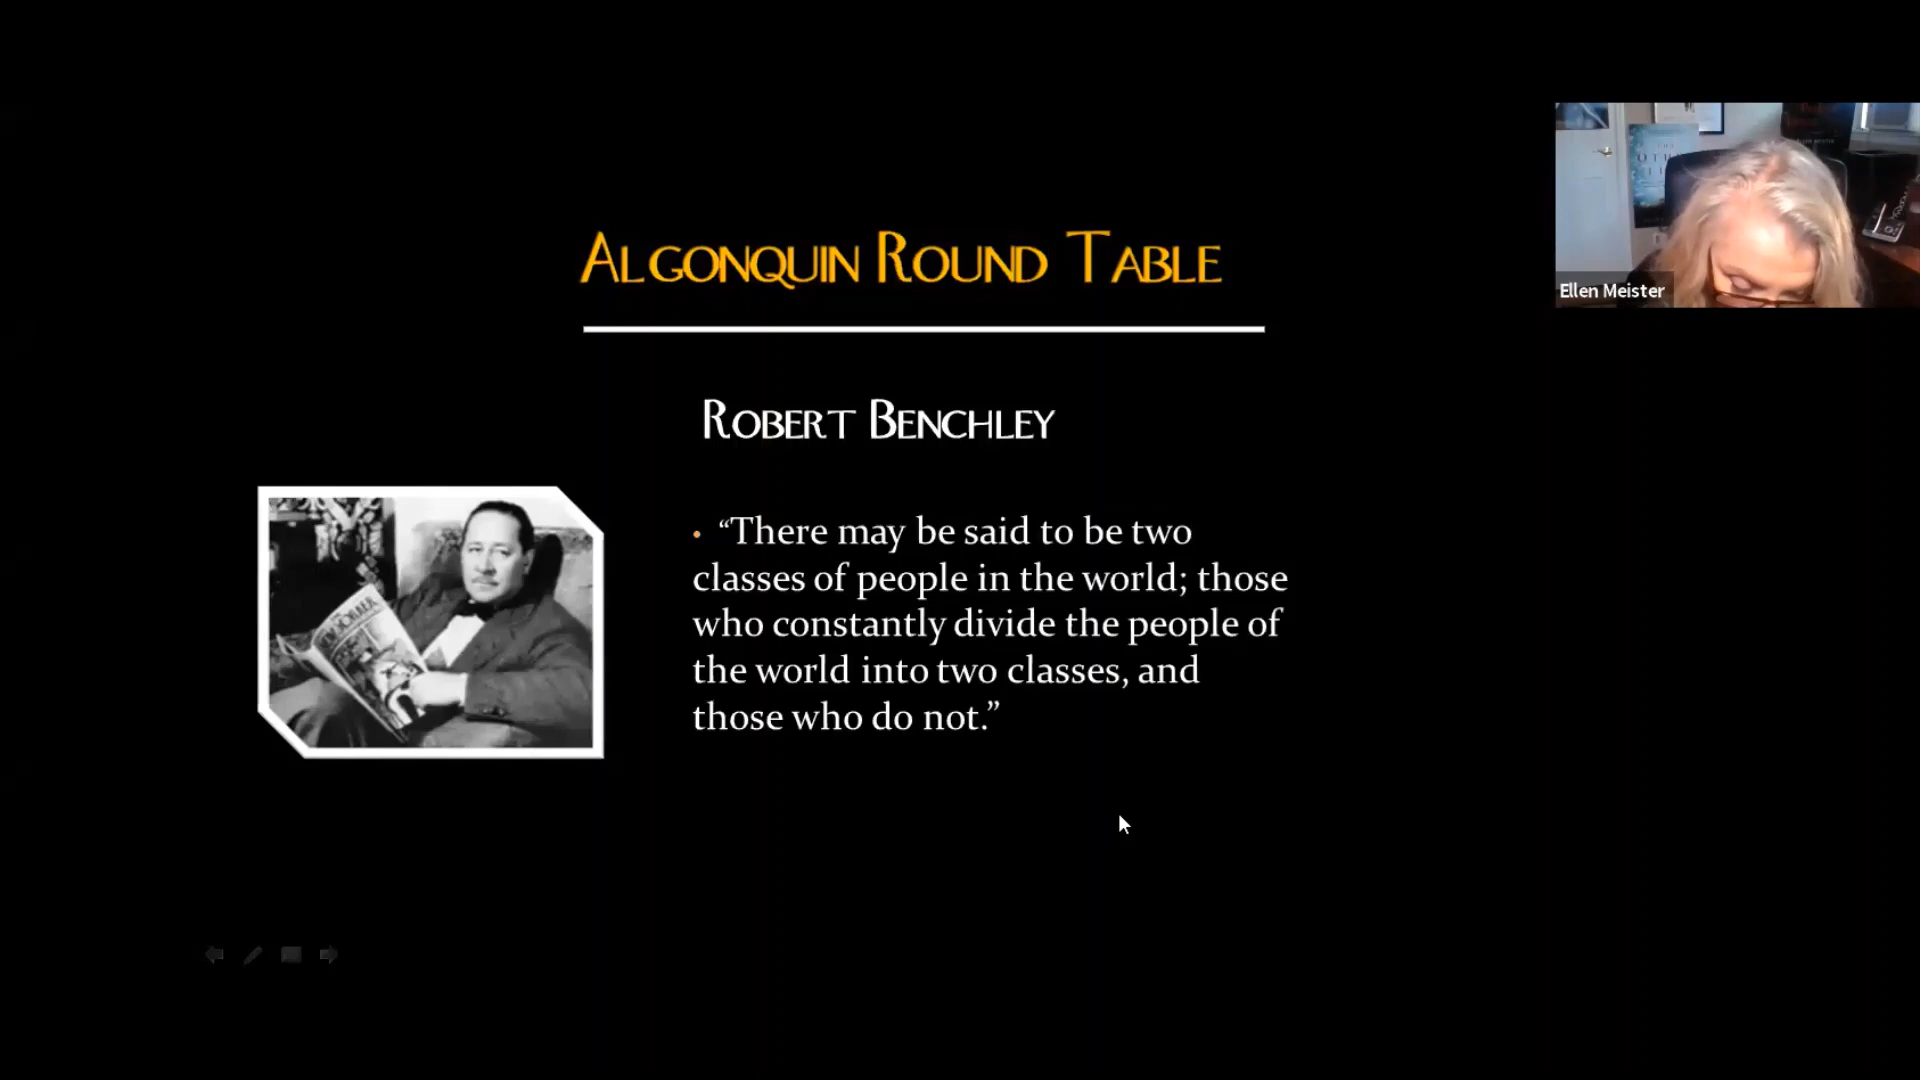 ALGONQUIN ROUND TABLE
Ellen Meister
ROBERT BENCHLEY
• “There may be said to be two
classes of people in the world; those
who constantly divide the people of
the world into two classes, and
those who do not.”